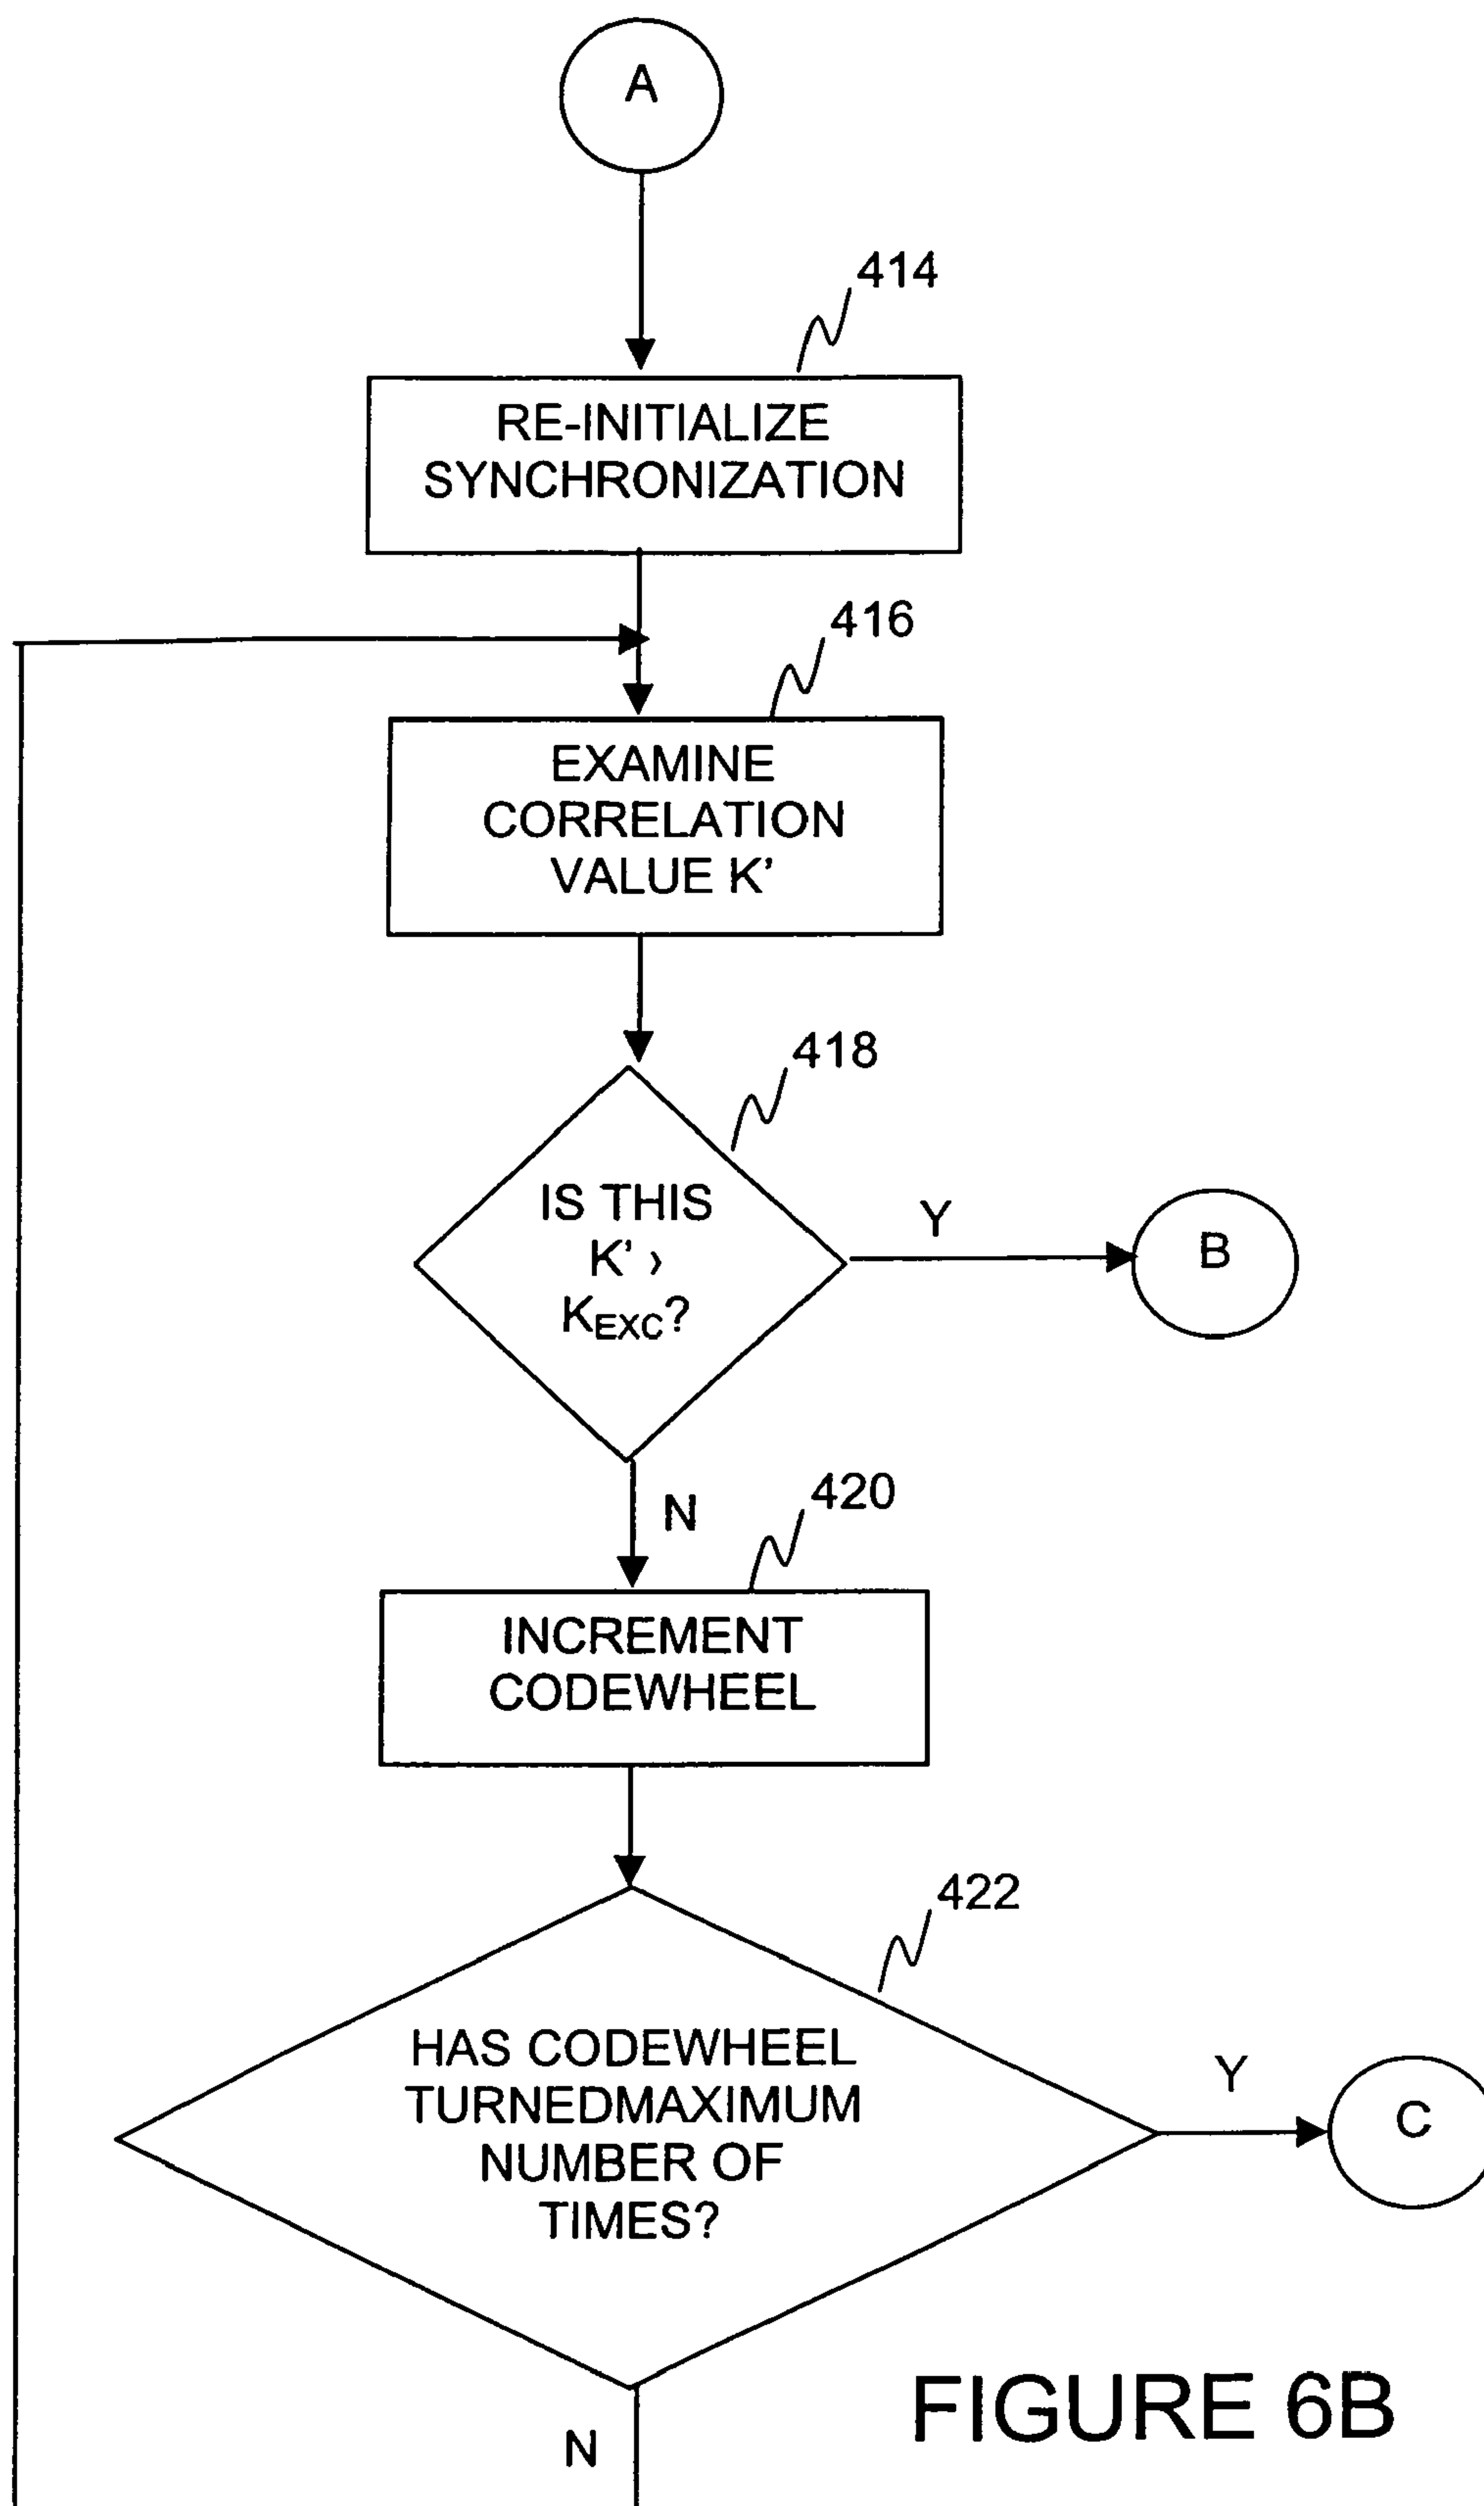 A
414
RE-INITIALIZE
SYNCHRONIZATION
416
EXAMINE
CORRELATION
VALUE K'
418
IS THIS
K' >
KEXC?
Y
B
N
420
INCREMENT
CODEWHEEL
422
HAS CODEWHEEL
TURNEDMAXIMUM
NUMBER OF
TIMES?
Y
C
N
FIGURE 6B